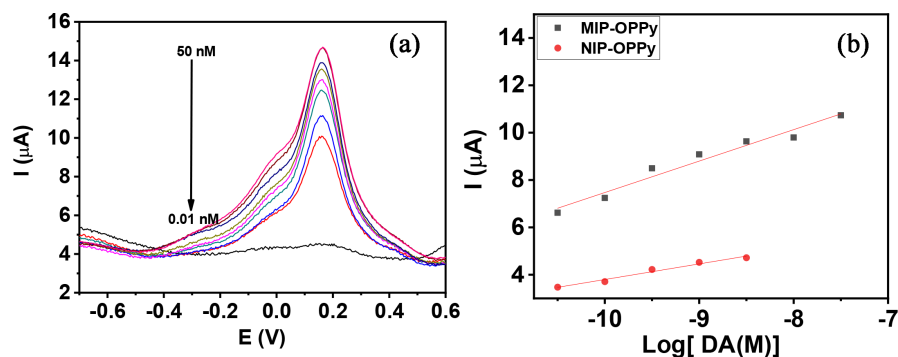 16
14
12
10
8
6
4
2
I (µA)
(a)
50 nM
0.01 nM
-0.6
-0.4
-0.2
0.0
0.2
0.4
0.6
E (V)
14
12
10
8
6
4
I (µA)
MIP-OPPy
NIP-OPPy
(b)
-10
-9
-8
-7
Log[ DA(M)]